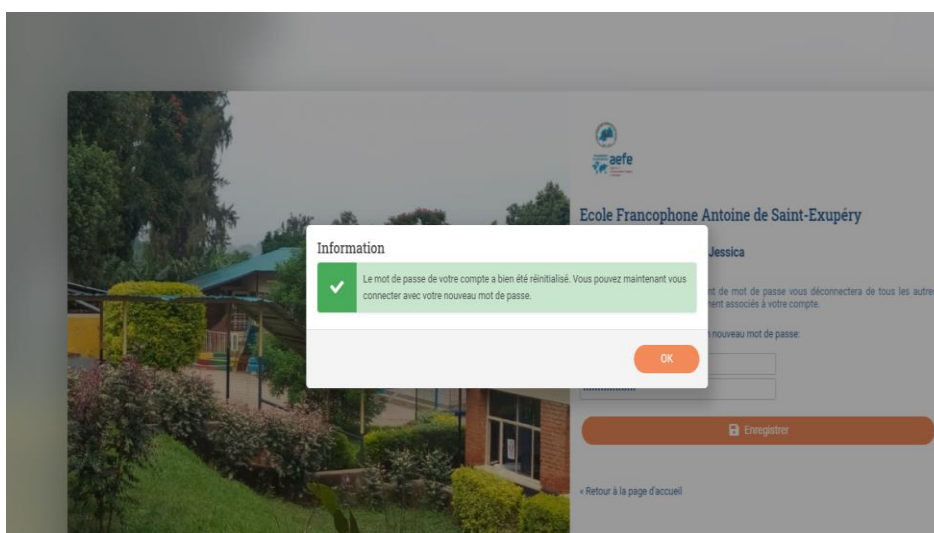 aefe
Ecole Francophone Antoine de Saint-Exupéry
Information
Jessica
Le mot de passe de votre compte a bien été réinitialisé. Vous pouvez maintenant vous
connecter avec votre nouveau mot de passe.
nt de mot de passe vous déconnectera de tous les autre
ment associés à votre compte.
nouveau mot de passe:
OK
Enregistrer
« Retour à la page d'accueil